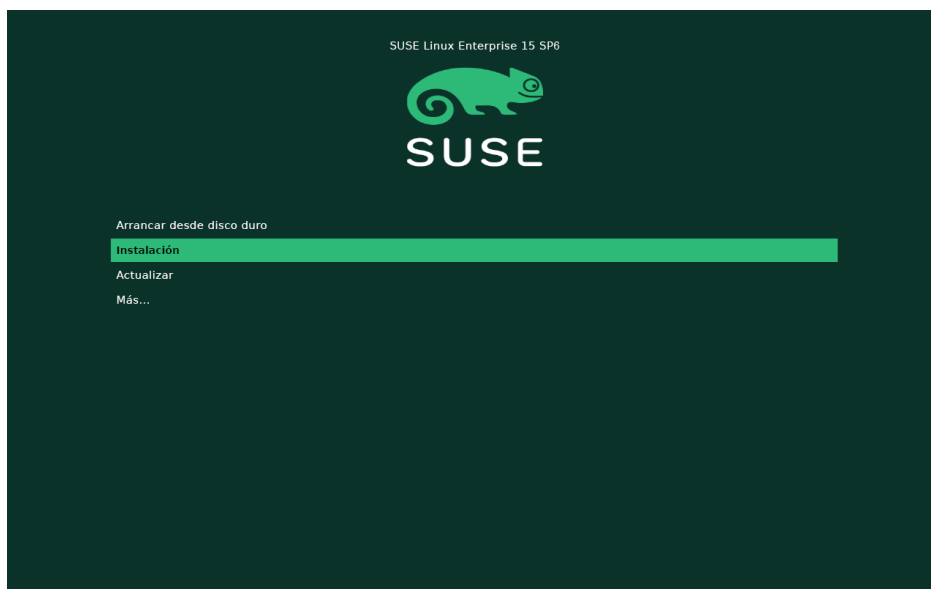 SUSE Linux Enterprise 15 SP6
SUSE
Arrancar desde disco duro
Instalación
Actualizar
Más...